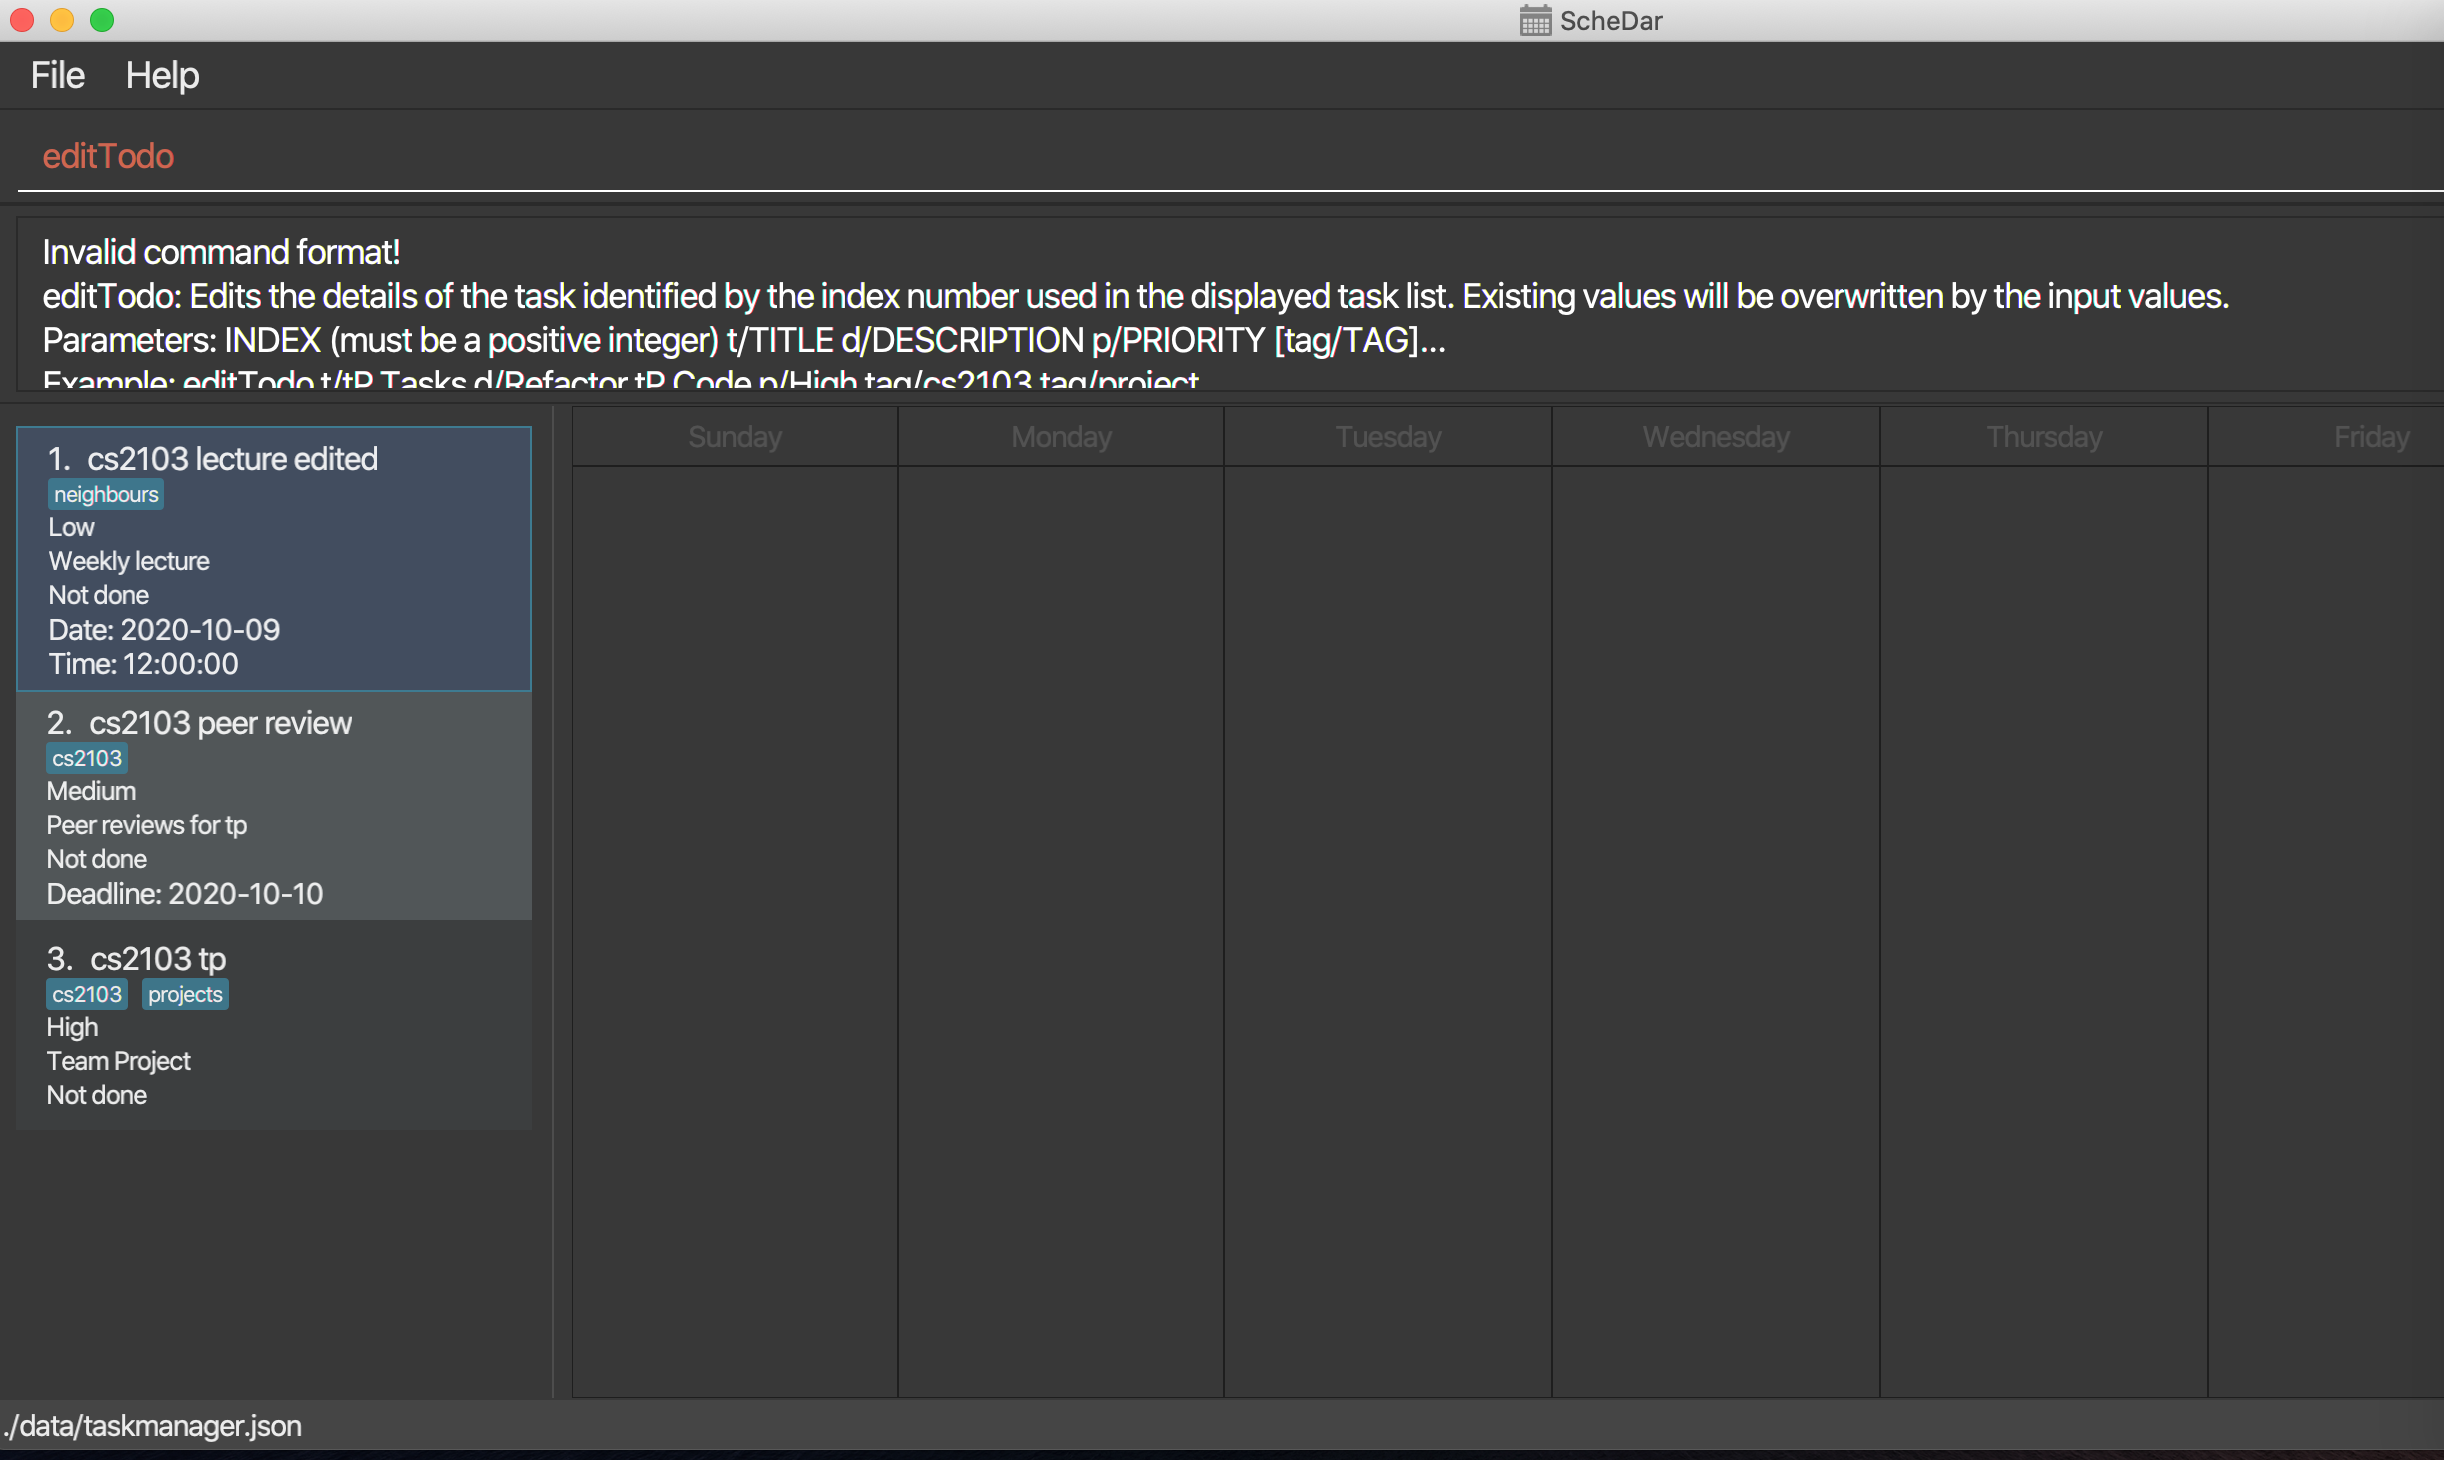 ScheDar
File Help
editTodo
Invalid command format!
editTodo: Edits the details of the task identified by the index number used in the displayed task list. Existing values will be overwritten by the input values.
Parameters: INDEX (must be a positive integer) t/TITLE d/DESCRIPTION p/PRIORITY [tag/TAG]...
Example: editTodo t/tP Tasks d/Refactor tP Code p/High tag/cs2103 tag/project
Sunday Monday Tuesday Wednesday Thursday Friday
1. cs2103 lecture edited
neighbours
Low
Weekly lecture
Not done
Date: 2020-10-09
Time: 12:00:00
2. cs2103 peer review
cs2103
Medium
Peer reviews for tp
Not done
Deadline: 2020-10-10
3. cs2103 tp
cs2103 projects
High
Team Project
Not done
./data/taskmanager.json